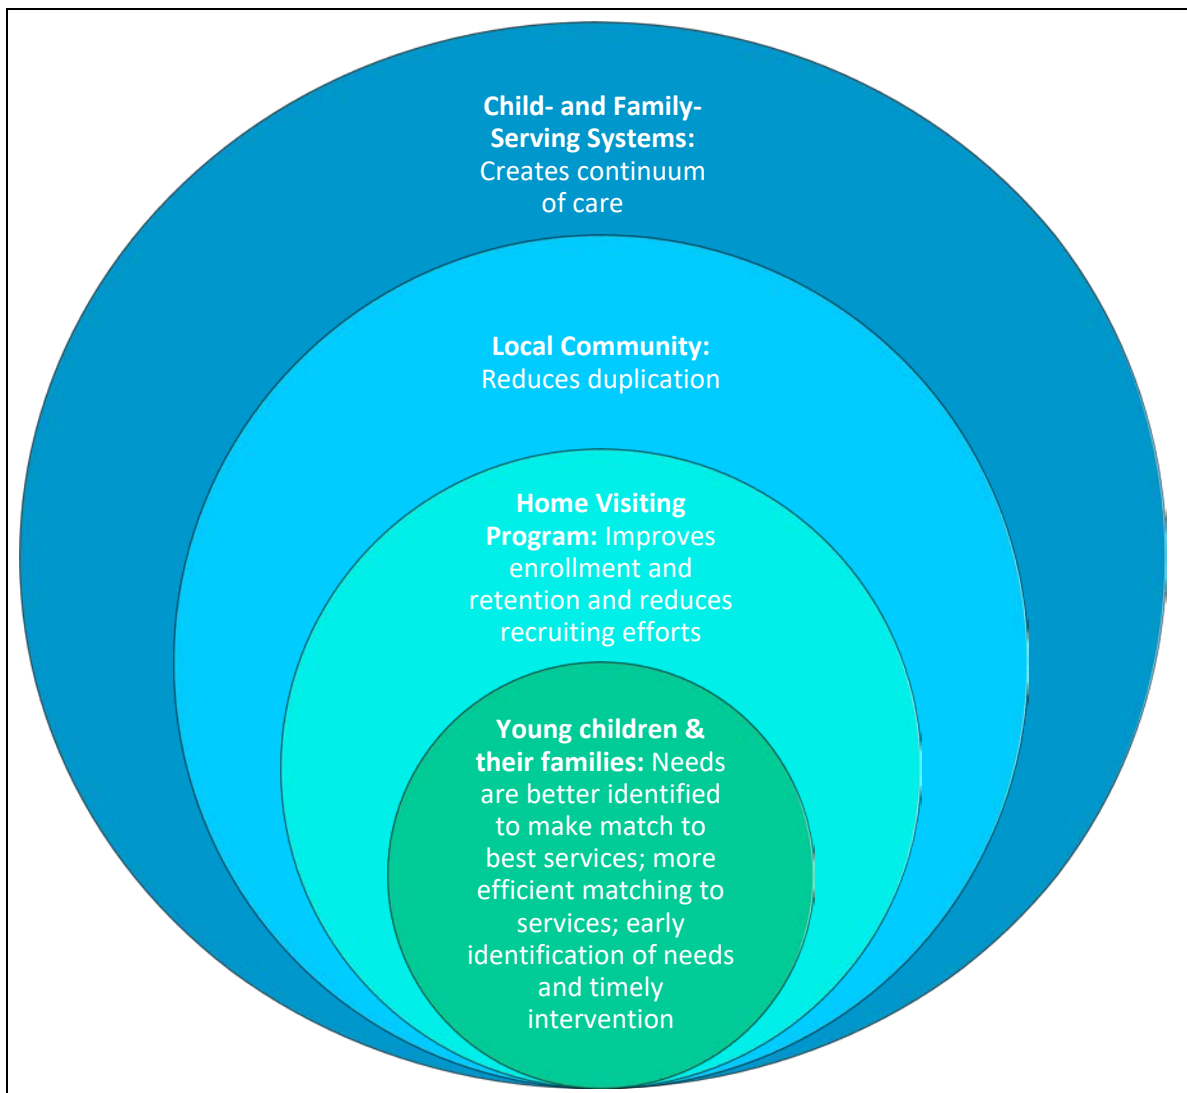 Child- and Family-
Serving Systems:
Creates continuum
of care
Local Community:
Reduces duplication
Home Visiting
Program: Improves
enrollment and
retention and reduces
recruiting efforts
Young children &
their families: Needs
are better identified
to make match to
best services; more
efficient matching to
services; early
identification of needs
and timely
intervention